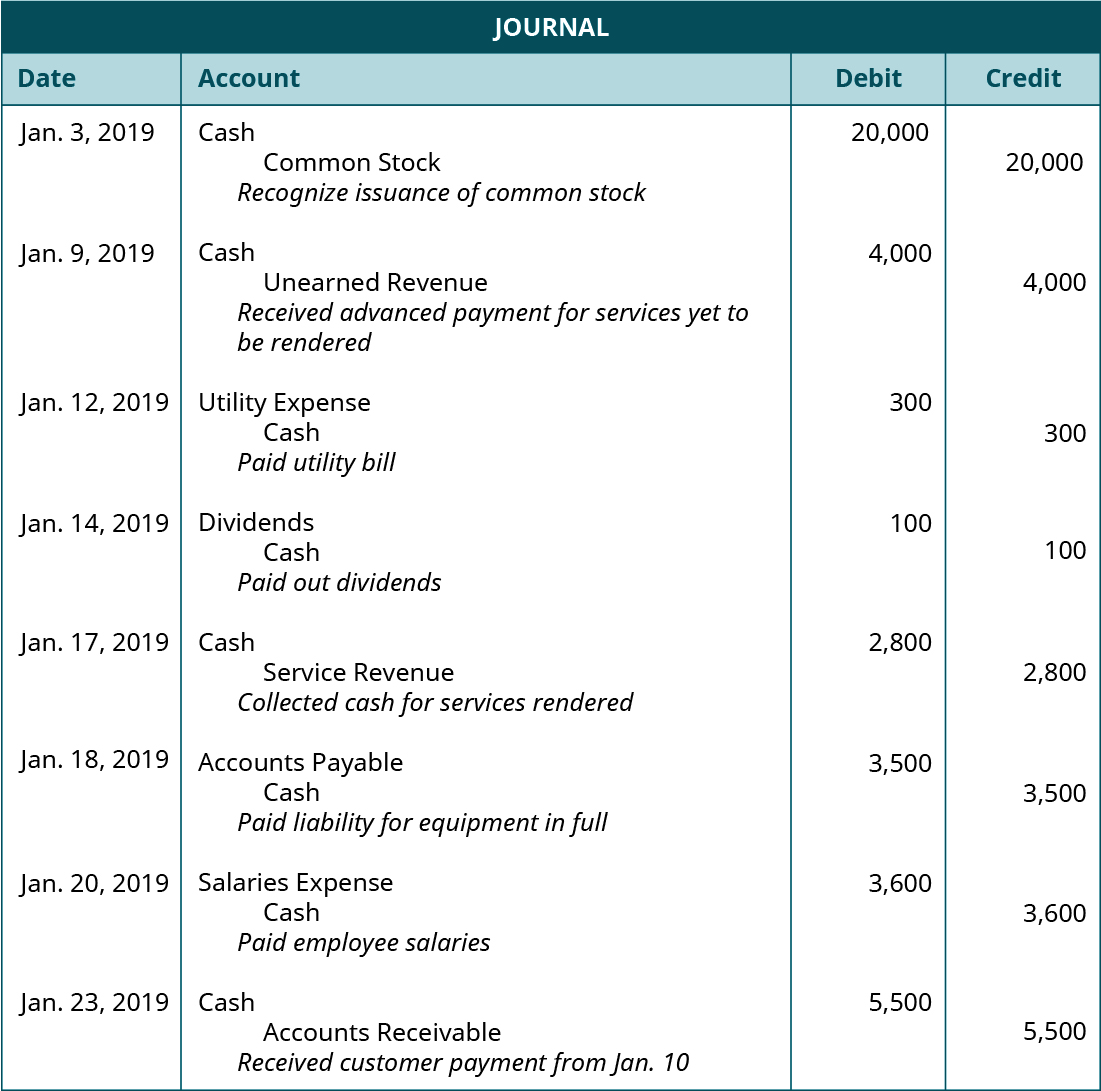 JOURNAL
Date Account Debit Credit
Jan. 3, 2019 Cash 20,000
Common Stock 20,000
Recognize issuance of common stock
Jan. 9, 2019 Cash 4,000
Unearned Revenue 4,000
Received advanced payment for services yet to
be rendered
Jan. 12, 2019 Utility Expense 300
Cash 300
Paid utility bill
Jan. 14, 2019 Dividends 100
Cash 100
Paid out dividends
Jan. 17, 2019 Cash 2,800
Service Revenue 2,800
Collected cash for services rendered
Jan. 18, 2019 Accounts Payable 3,500
Cash 3,500
Paid liability for equipment in full
Jan. 20, 2019 Salaries Expense 3,600
Cash 3,600
Paid employee salaries
Jan. 23, 2019 Cash 5,500
Accounts Receivable 5,500
Received customer payment from Jan. 10